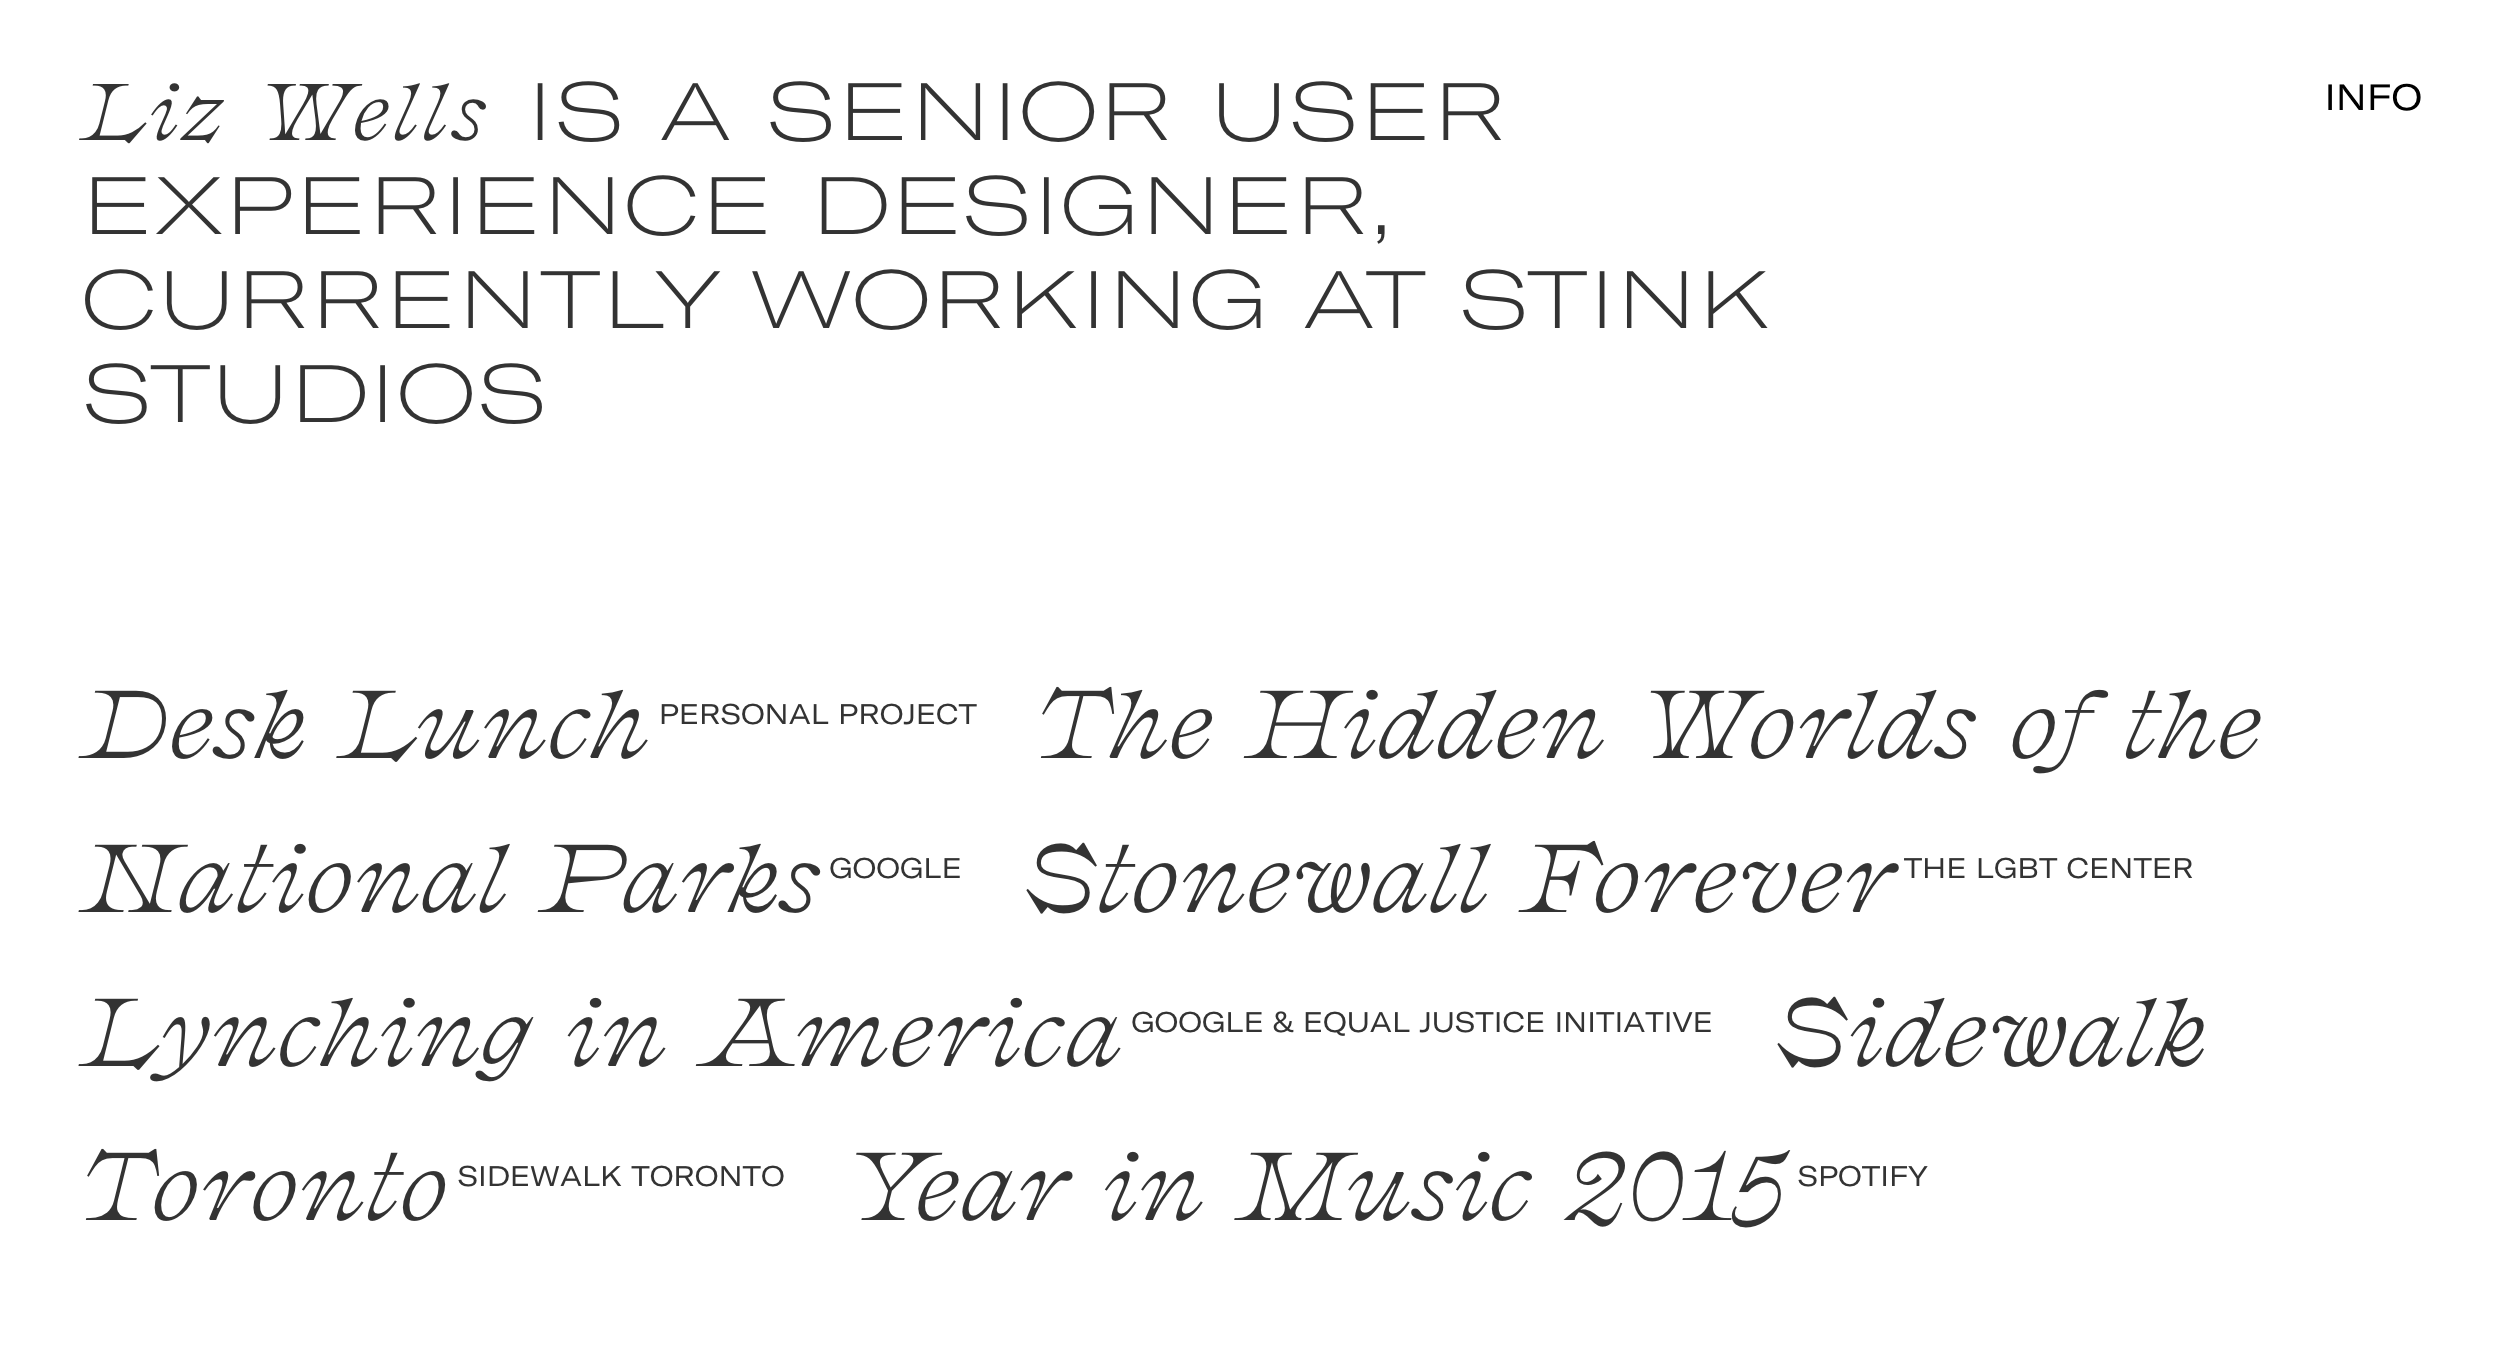 Liz Wells IS A SENIOR USER
INFO
EXPERIENCE DESIGNER,
CURRENTLY WORKING AT STINK
STUDIOS
Desk Lunch PERSONAL PROJECT The Hidden Worlds of the
National Parks GOOGLE Stonewall Forever THE LGBT CENTER
Lynching in America GOOGLE & EQUAL JUSTICE INITIATIVE Sidewalk
Toronto SIDEWALK TORONTO Year in Music 2015 SPOTIFY